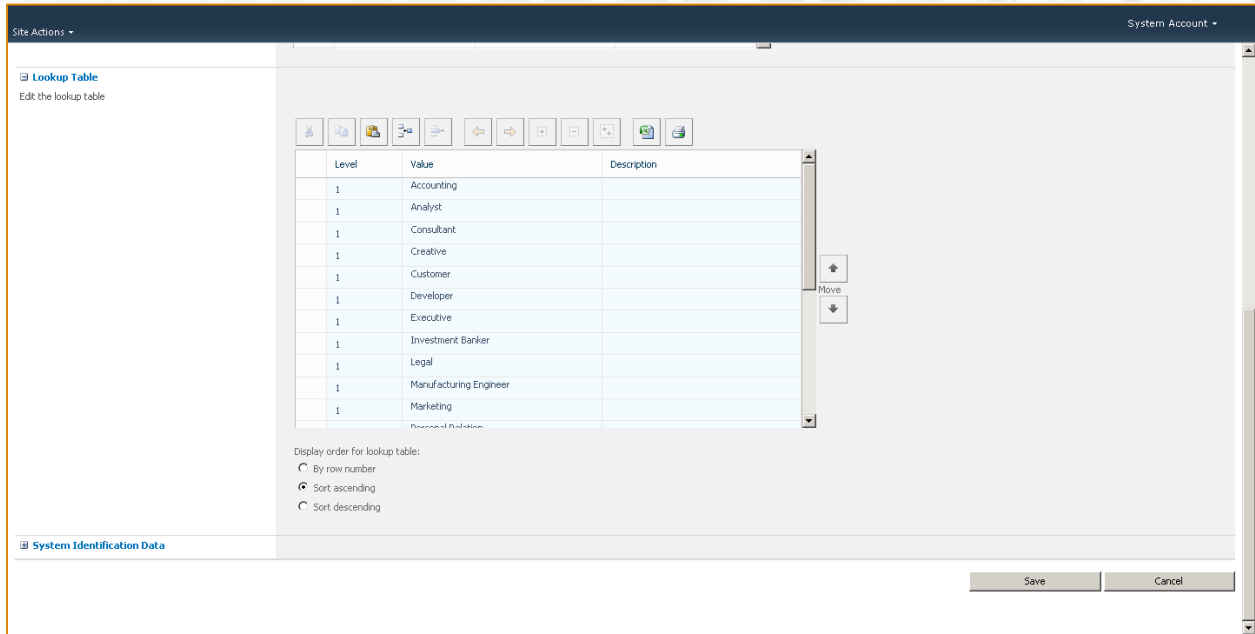 System Account
Site Actions
Lookup Table
Edit the lookup table
Level Value Description
1 Accounting
1 Analyst
1 Consultant
1 Creative
1 Customer
1 Developer
1 Executive
1 Investment Banker
1 Legal
1 Manufacturing Engineer
1 Marketing
Personal Relation
Move
Display order for lookup table:
By row number
Sort ascending
Sort descending
System Identification Data
Save Cancel